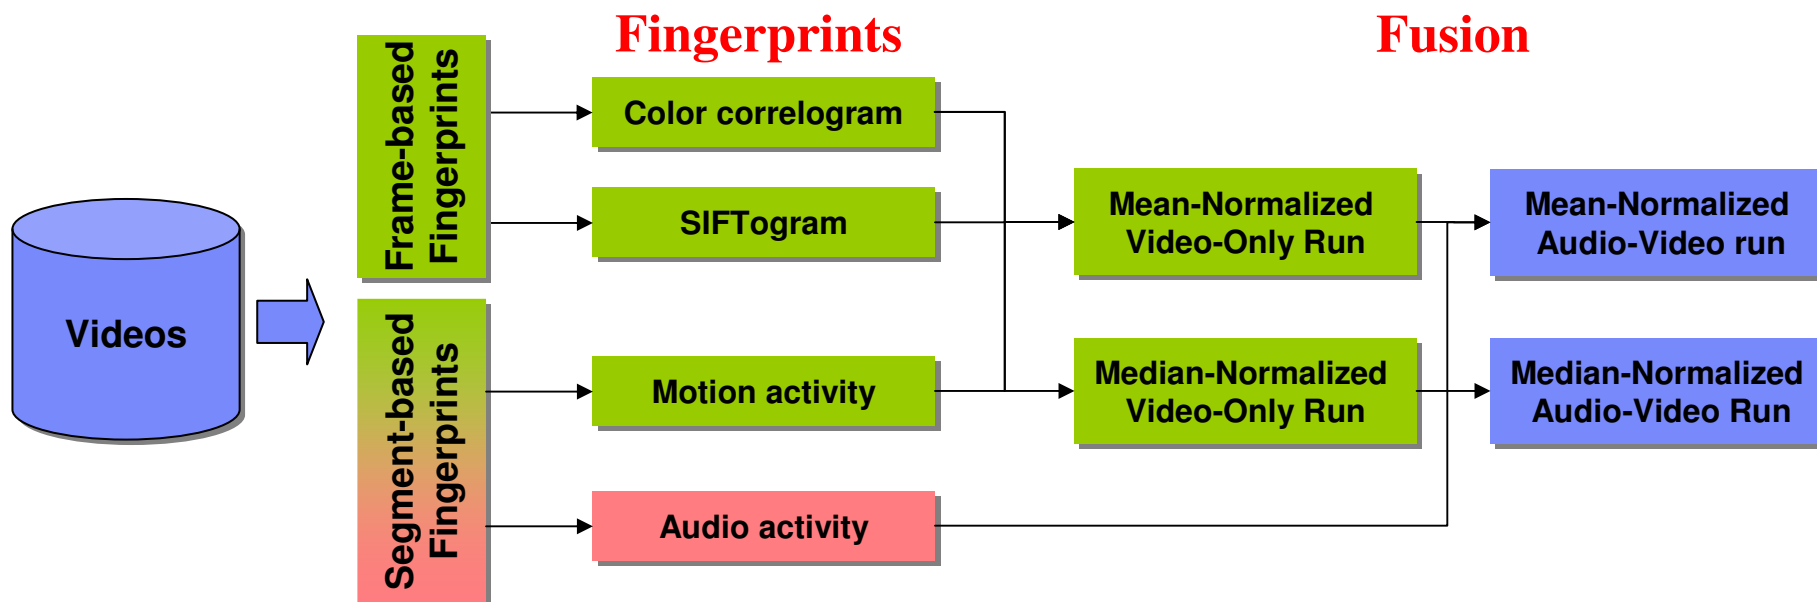 Fingerprints
Fusion
Frame-based
Fingerprints
Color correlogram
SIFTogram
Mean-Normalized
Video-Only Run
Mean-Normalized
Audio-Video run
Videos
Segment-based
Fingerprints
Motion activity
Median-Normalized
Video-Only Run
Median-Normalized
Audio-Video Run
Audio activity